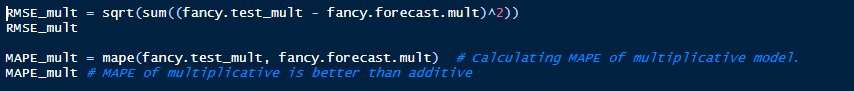 RMSE_mult = sqrt(sum((fancy.test_mult - fancy.forecast.mult)^2))
RMSE_mult
MAPE_mult = mape(fancy.test_mult, fancy.forecast.mult)  # Calculating MAPE of multiplicative model.
MAPE_mult # MAPE of multiplicative is better than additive